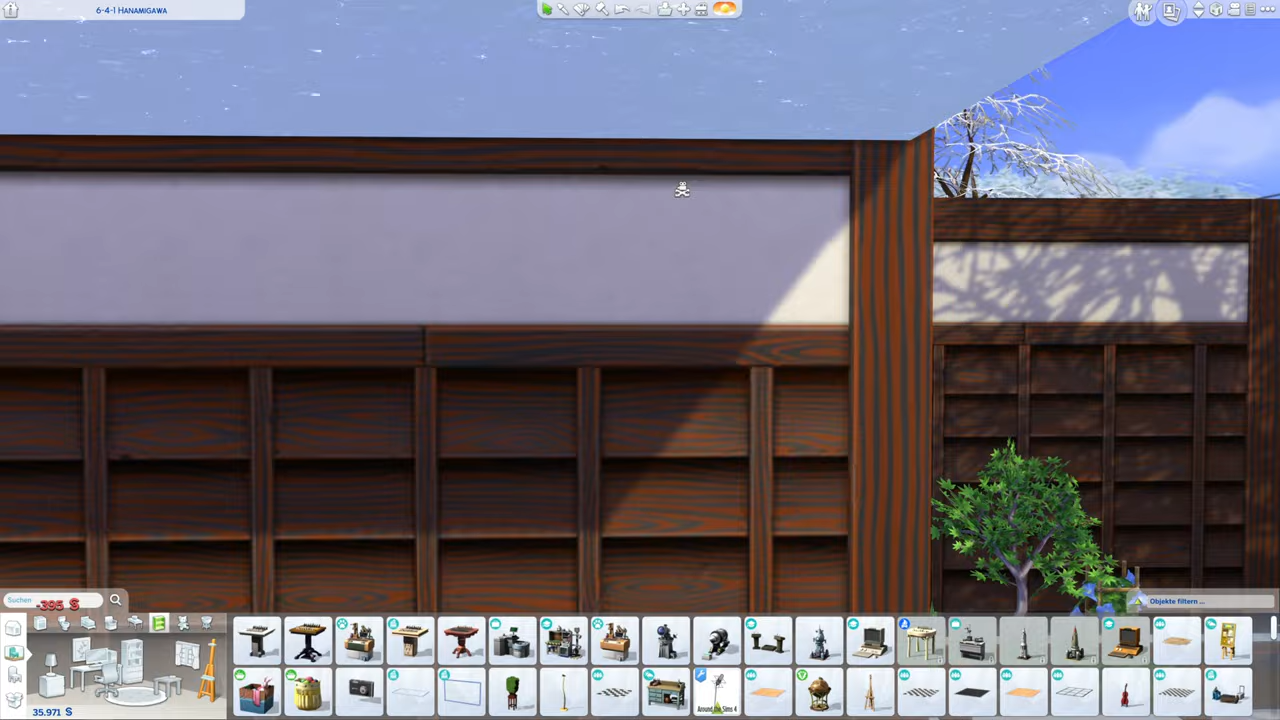 6-4-1 Hanamigawa
Suchen
-395 $
Objekte filtern ...
Around the Sims 4
35.971 $